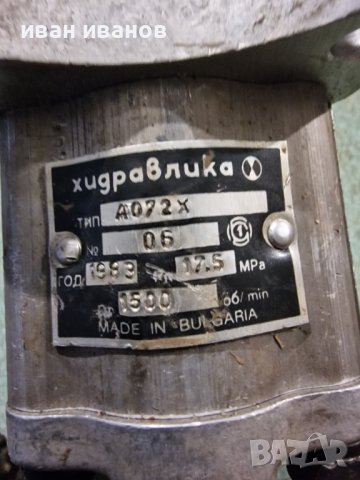 иван иванов
хидравлика
ТИП A072X
№ 06
ГОД 1993 17.5 MPa
1500 об/min
MADE IN BULGARIA
BAZAR